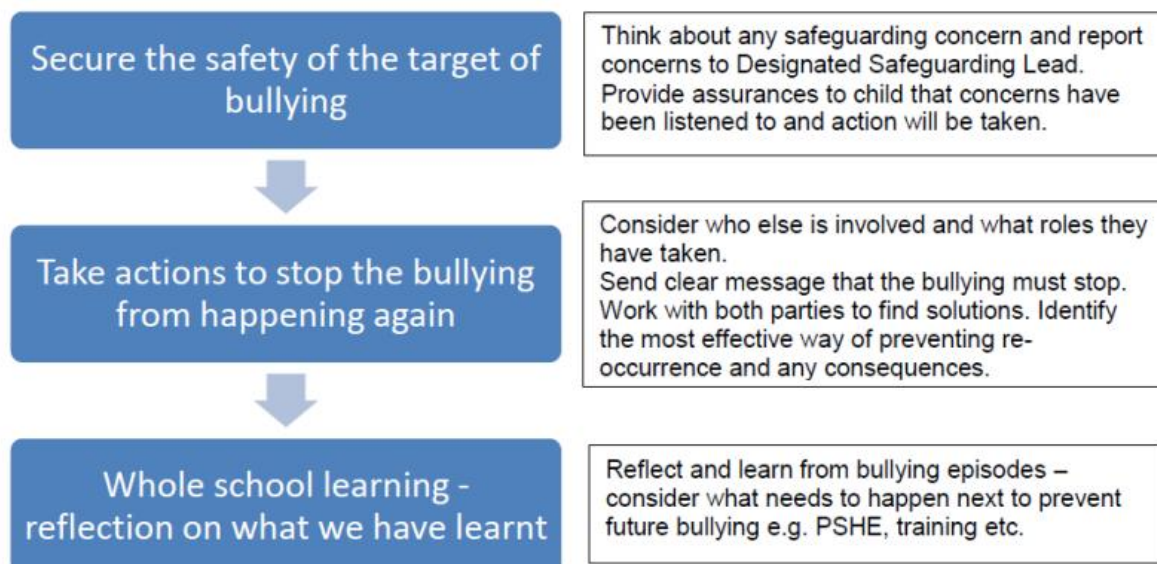 Secure the safety of the target of
bullying
Think about any safeguarding concern and report
concerns to Designated Safeguarding Lead.
Provide assurances to child that concerns have
been listened to and action will be taken.
Take actions to stop the bullying
from happening again
Consider who else is involved and what roles they
have taken.
Send clear message that the bullying must stop.
Work with both parties to find solutions. Identify
the most effective way of preventing re-
occurrence and any consequences.
Whole school learning -
reflection on what we have learnt
Reflect and learn from bullying episodes –
consider what needs to happen next to prevent
future bullying e.g. PSHE, training etc.